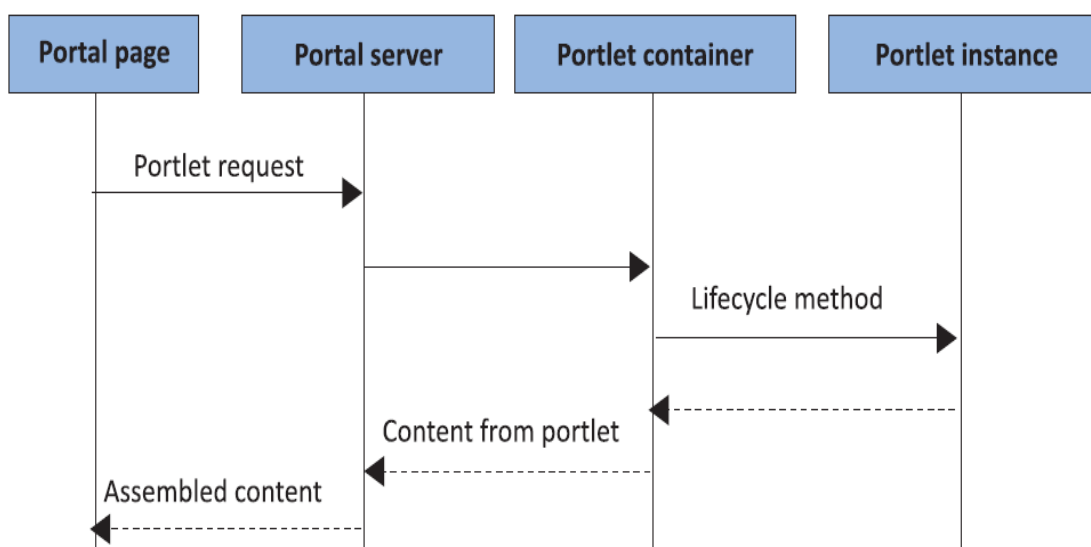 Portal page
Portal server
Portlet container
Portlet instance
Portlet request
Lifecycle method
Content from portlet
Assembled content